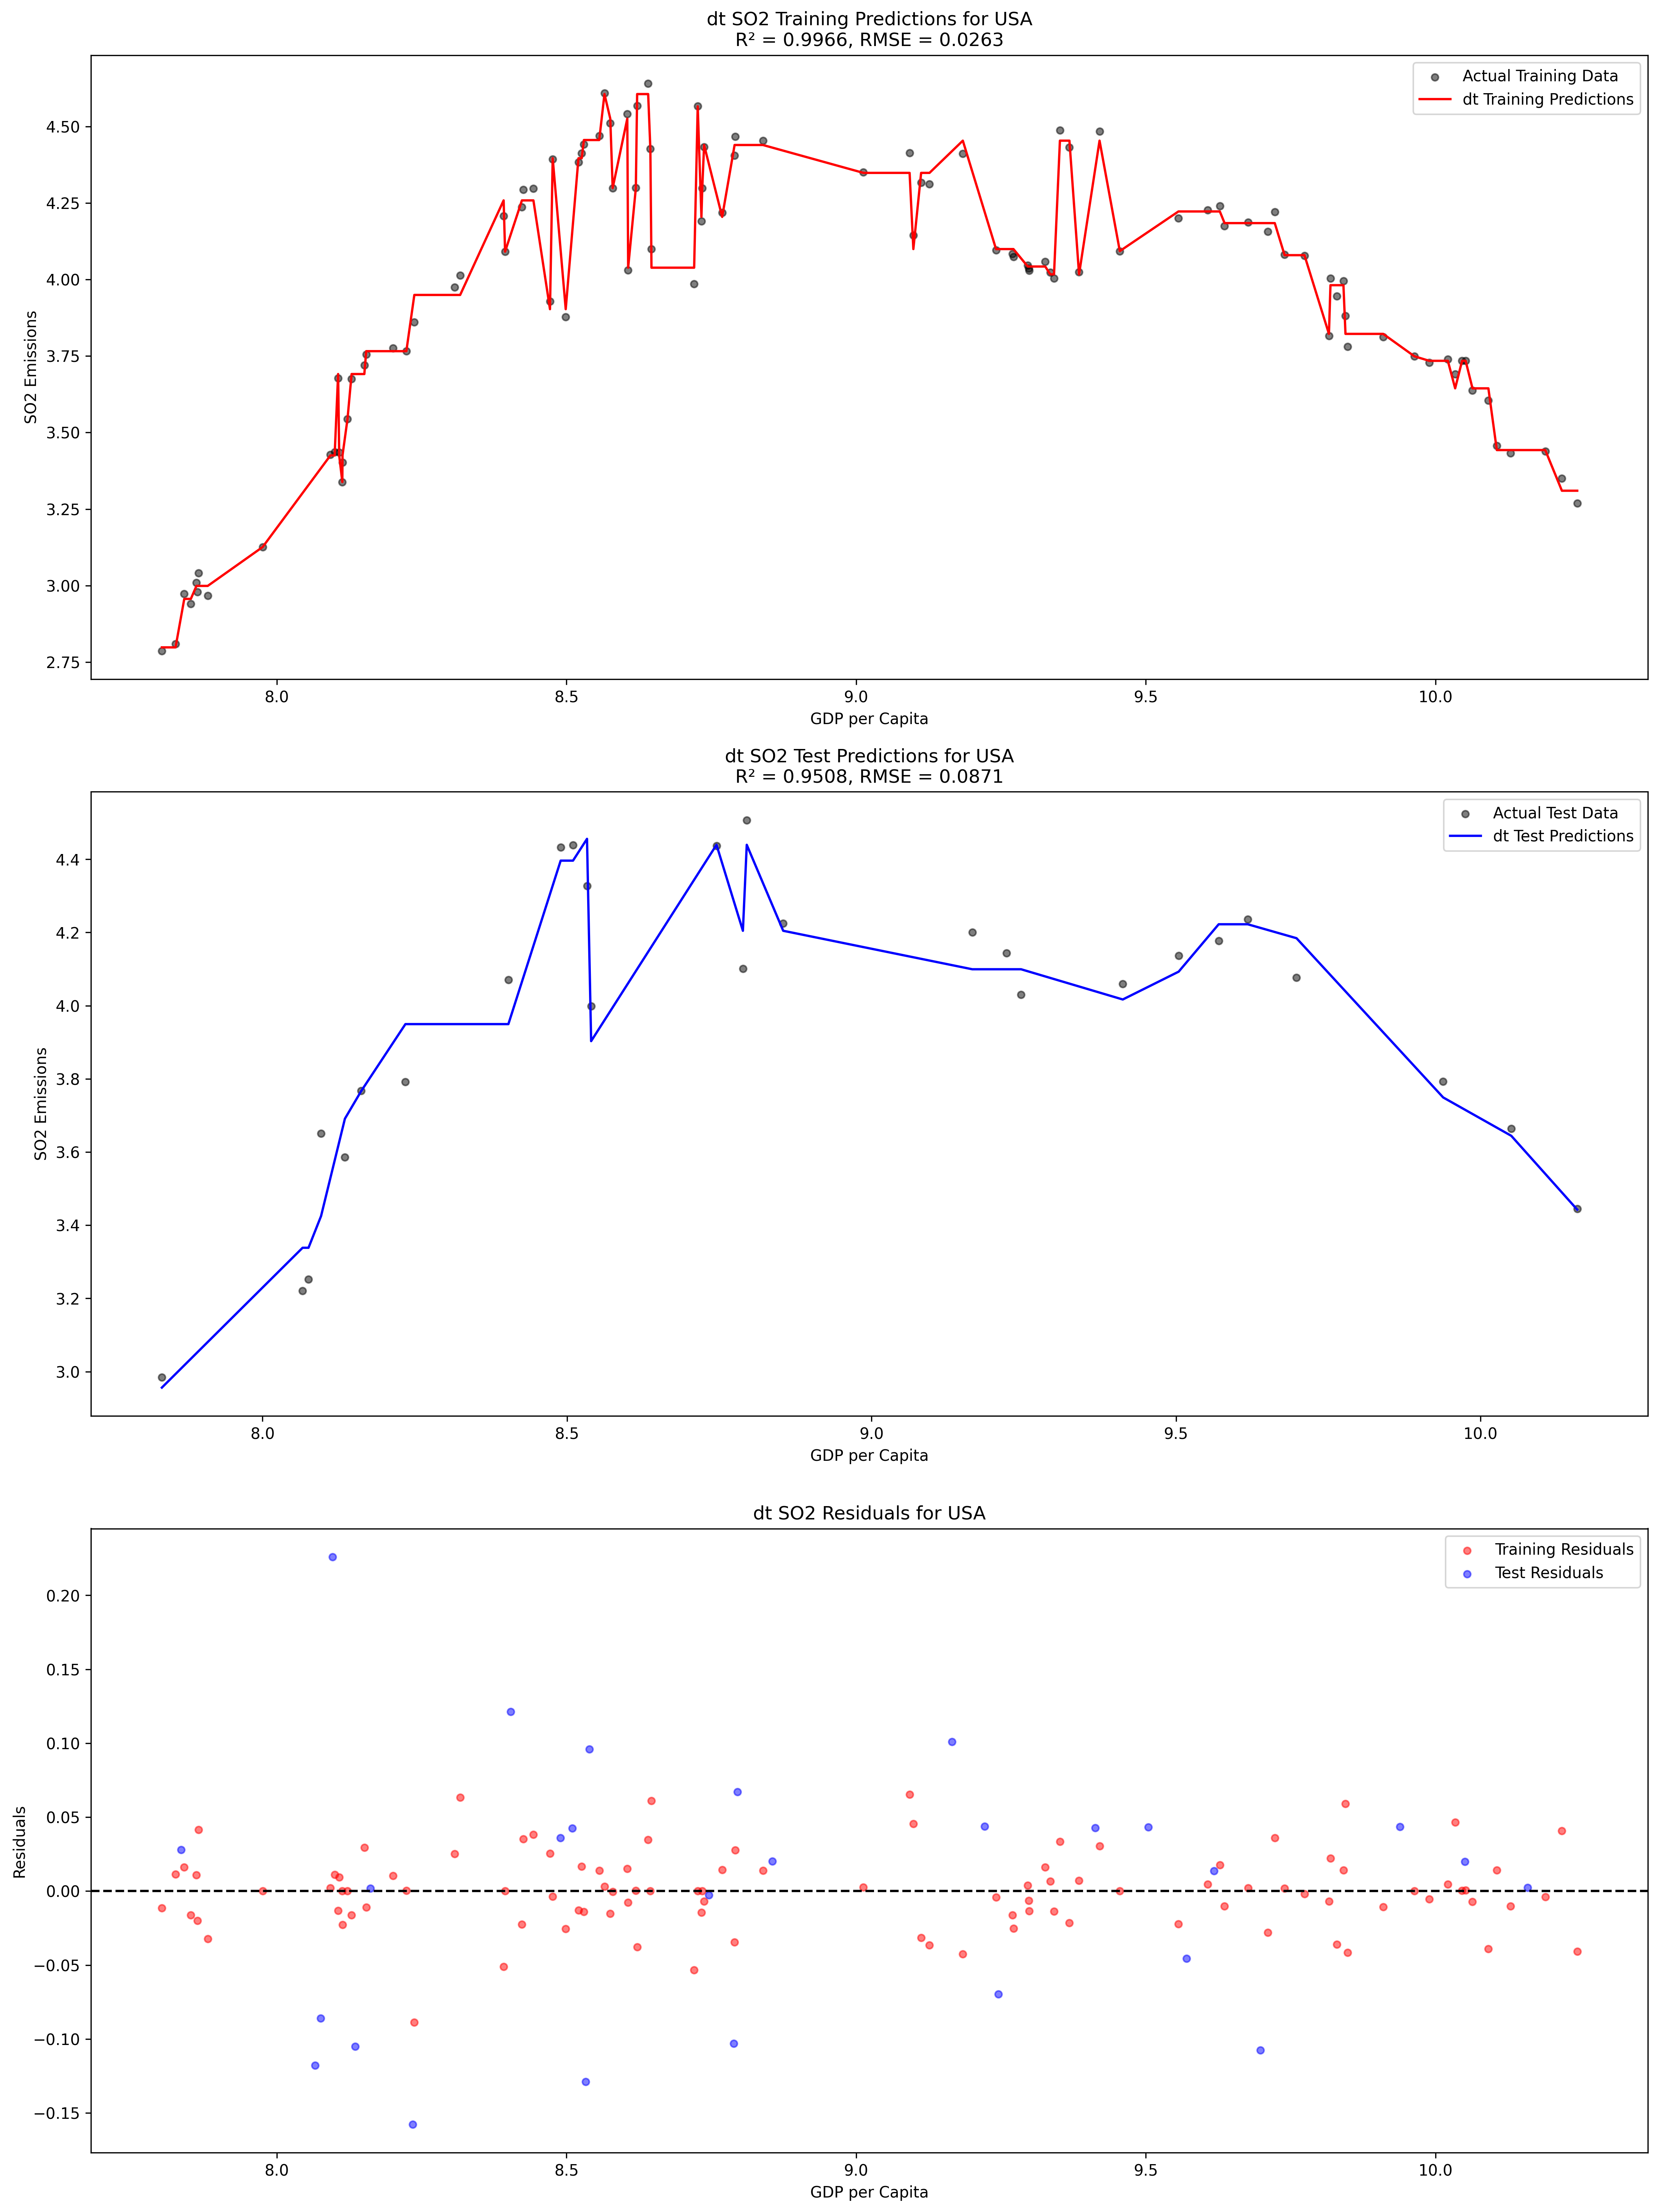 dt SO2 Training Predictions for USA
R² = 0.9966, RMSE = 0.0263
Actual Training Data
dt Training Predictions
SO2 Emissions
4.50
4.25
4.00
3.75
3.50
3.25
3.00
2.75
8.0 8.5 9.0 9.5 10.0
GDP per Capita
dt SO2 Test Predictions for USA
R² = 0.9508, RMSE = 0.0871
Actual Test Data
dt Test Predictions
SO2 Emissions
4.4
4.2
4.0
3.8
3.6
3.4
3.2
3.0
8.0 8.5 9.0 9.5 10.0
GDP per Capita
dt SO2 Residuals for USA
Training Residuals
Test Residuals
Residuals
0.20
0.15
0.10
0.05
0.00
−0.05
−0.10
−0.15
8.0 8.5 9.0 9.5 10.0
GDP per Capita